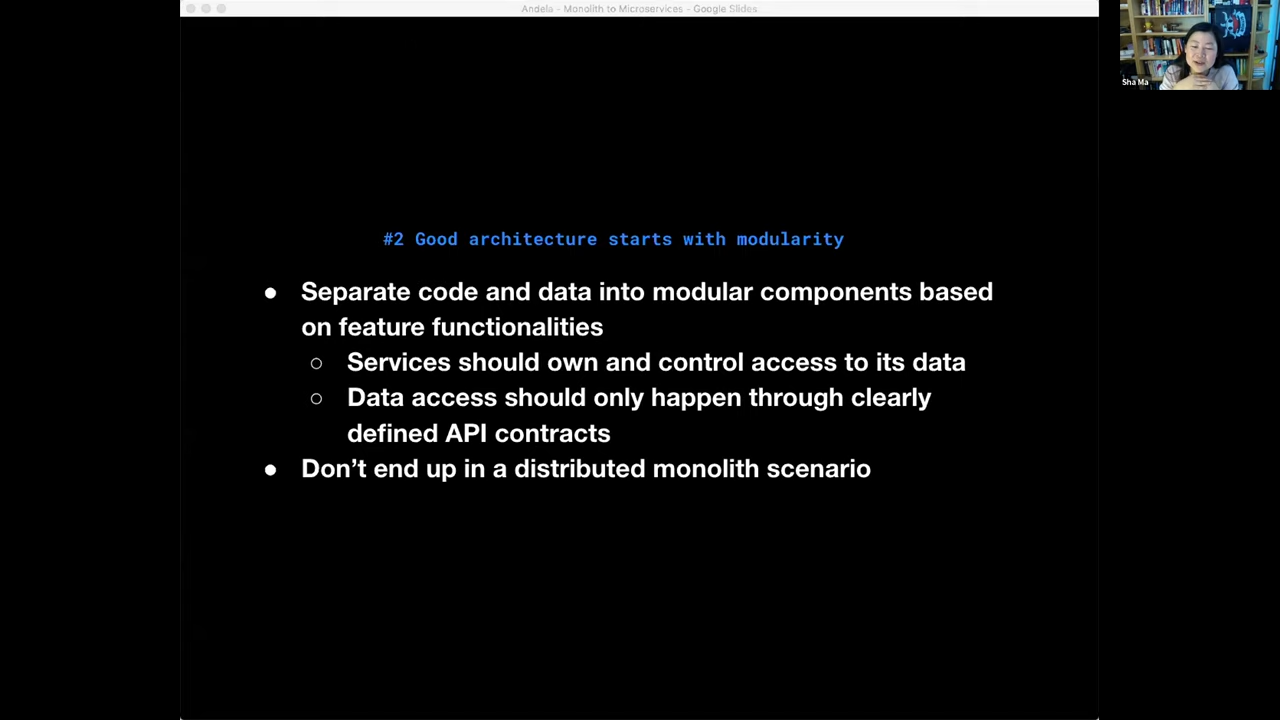 Andela - Monolith to Microservices - Google Slides
Sha Ma
#2 Good architecture starts with modularity
● Separate code and data into modular components based
on feature functionalities
○ Services should own and control access to its data
○ Data access should only happen through clearly
defined API contracts
● Don’t end up in a distributed monolith scenario